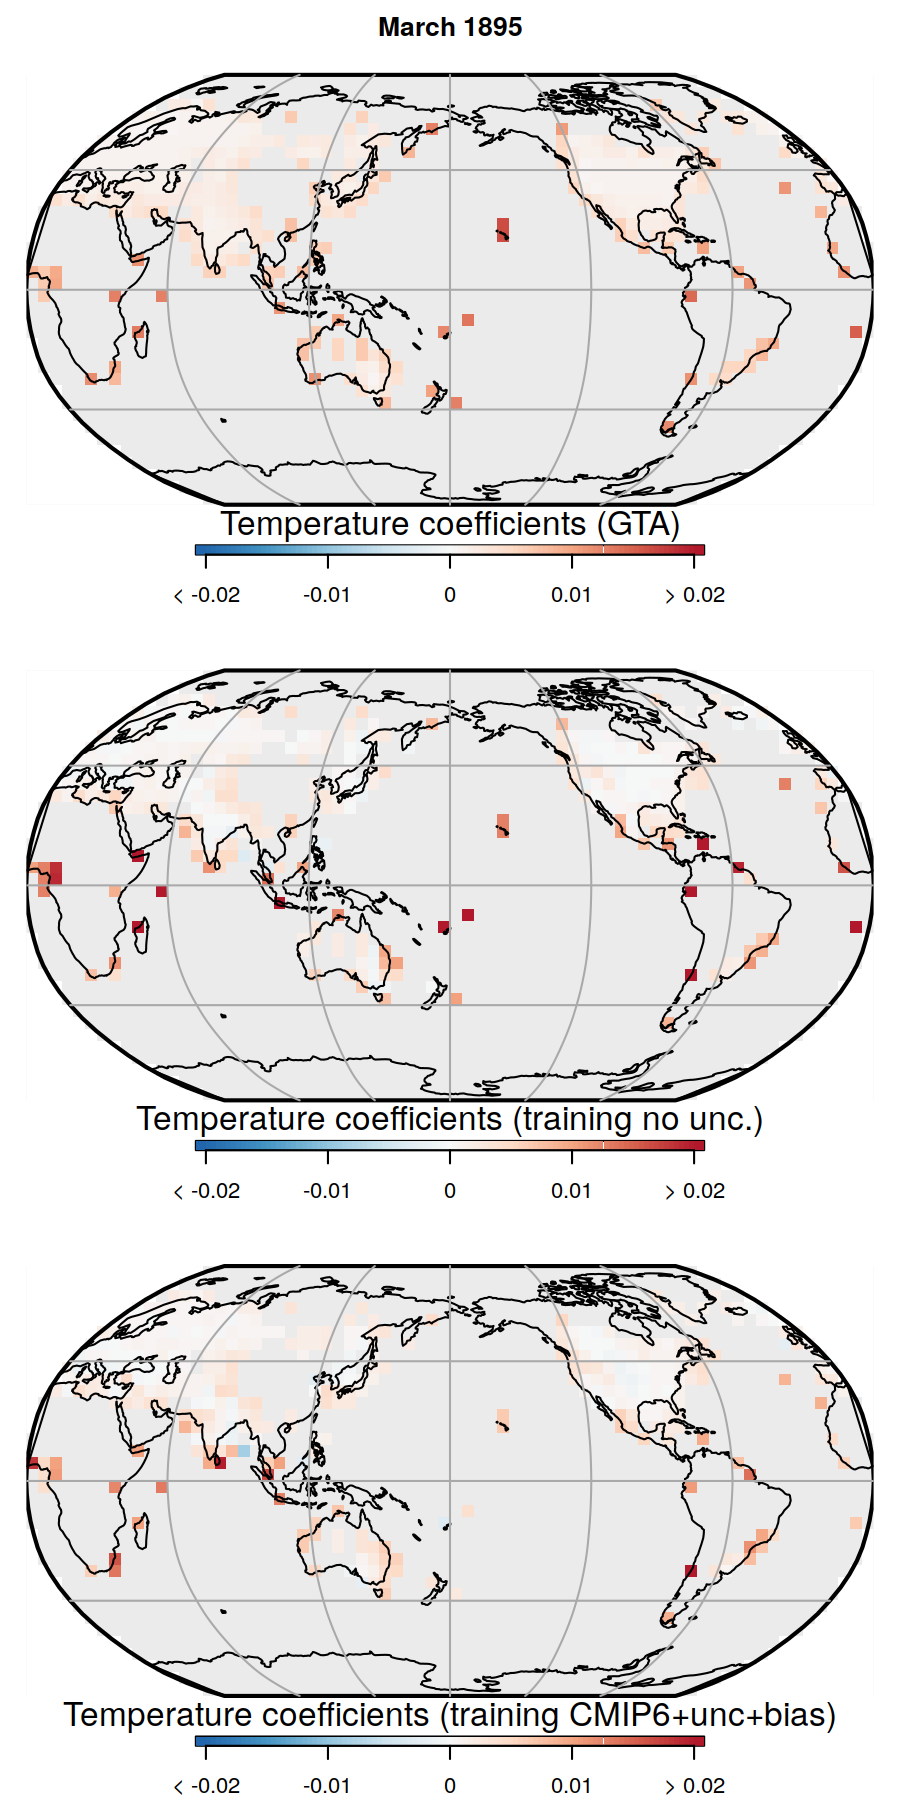 March 1895
Temperature coefficients (GTA)
< -0.02 -0.01 0 0.01 > 0.02
Temperature coefficients (training no unc.)
< -0.02 -0.01 0 0.01 > 0.02
Temperature coefficients (training CMIP6+unc+bias)
< -0.02 -0.01 0 0.01 > 0.02